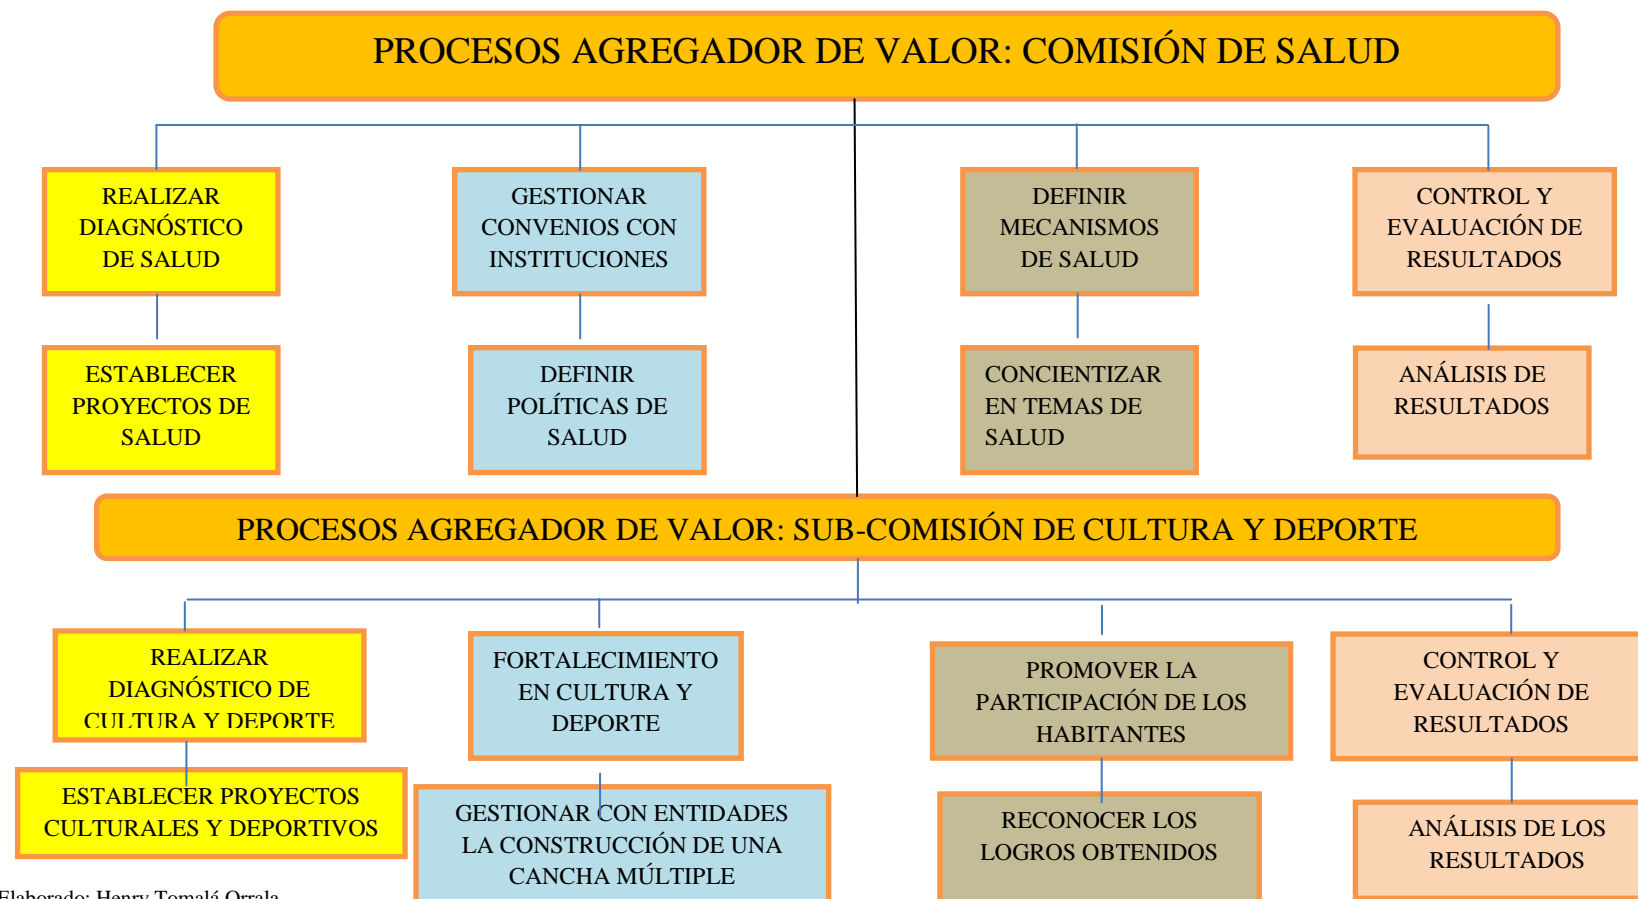 PROCESOS AGREGADOR DE VALOR: COMISIÓN DE SALUD
REALIZAR
DIAGNÓSTICO
DE SALUD
GESTIONAR
CONVENIOS CON
INSTITUCIONES
DEFINIR
MECANISMOS
DE SALUD
CONTROL Y
EVALUACIÓN DE
RESULTADOS
ESTABLECER
PROYECTOS DE
SALUD
DEFINIR
POLÍTICAS DE
SALUD
CONCIENTIZAR
EN TEMAS DE
SALUD
ANÁLISIS DE
RESULTADOS
PROCESOS AGREGADOR DE VALOR: SUB-COMISIÓN DE CULTURA Y DEPORTE
REALIZAR
DIAGNÓSTICO DE
CULTURA Y DEPORTE
FORTALECIMIENTO
EN CULTURA Y
DEPORTE
PROMOVER LA
PARTICIPACIÓN DE LOS
HABITANTES
CONTROL Y
EVALUACIÓN DE
RESULTADOS
ESTABLECER PROYECTOS
CULTURALES Y DEPORTIVOS
GESTIONAR CON ENTIDADES
LA CONSTRUCCIÓN DE UNA
CANCHA MÚLTIPLE
RECONOCER LOS
LOGROS OBTENIDOS
ANÁLISIS DE LOS
RESULTADOS
Elaborado: Henry Tomalá Orrala